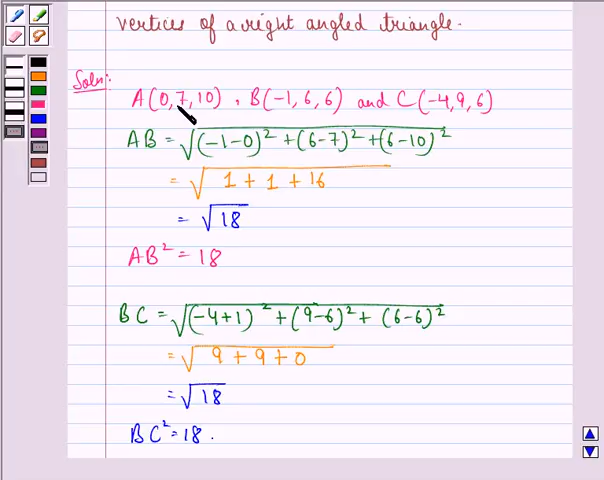 vertices of a right angled triangle.
Soln:
A(0,7,10), B(-1,6,6) and C(-4,9,6)
AB = √(-1-0)² + (6-7)² + (6-10)²
= √1 + 1 + 16
= √18
AB² = 18
BC = √(-4+1)² + (9-6)² + (6-6)²
= √9 + 9 + 0
= √18
BC² = 18.